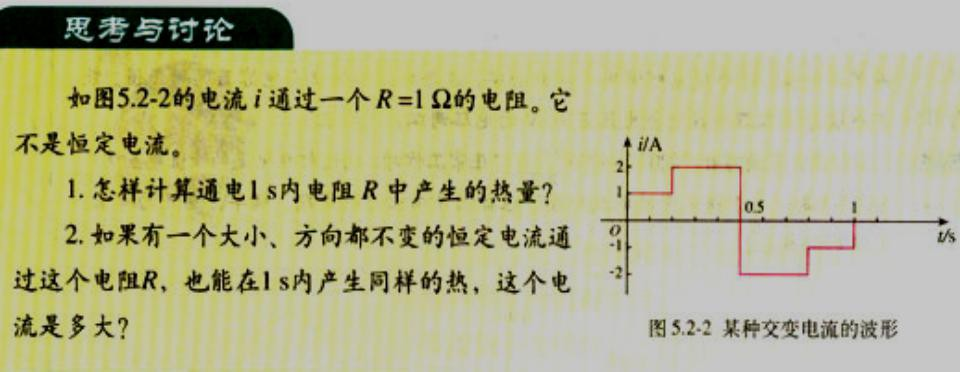 思考与讨论
如图5.2-2的电流 i 通过一个 R=1 Ω的电阻。它
不是恒定电流。
1. 怎样计算通电1 s内电阻 R 中产生的热量?
2. 如果有一个大小、方向都不变的恒定电流通
过这个电阻R，也能在1 s内产生同样的热，这个电
流是多大?
i/A
2
1
0.5
1
O
t/s
-1
-2
图 5.2-2 某种交变电流的波形